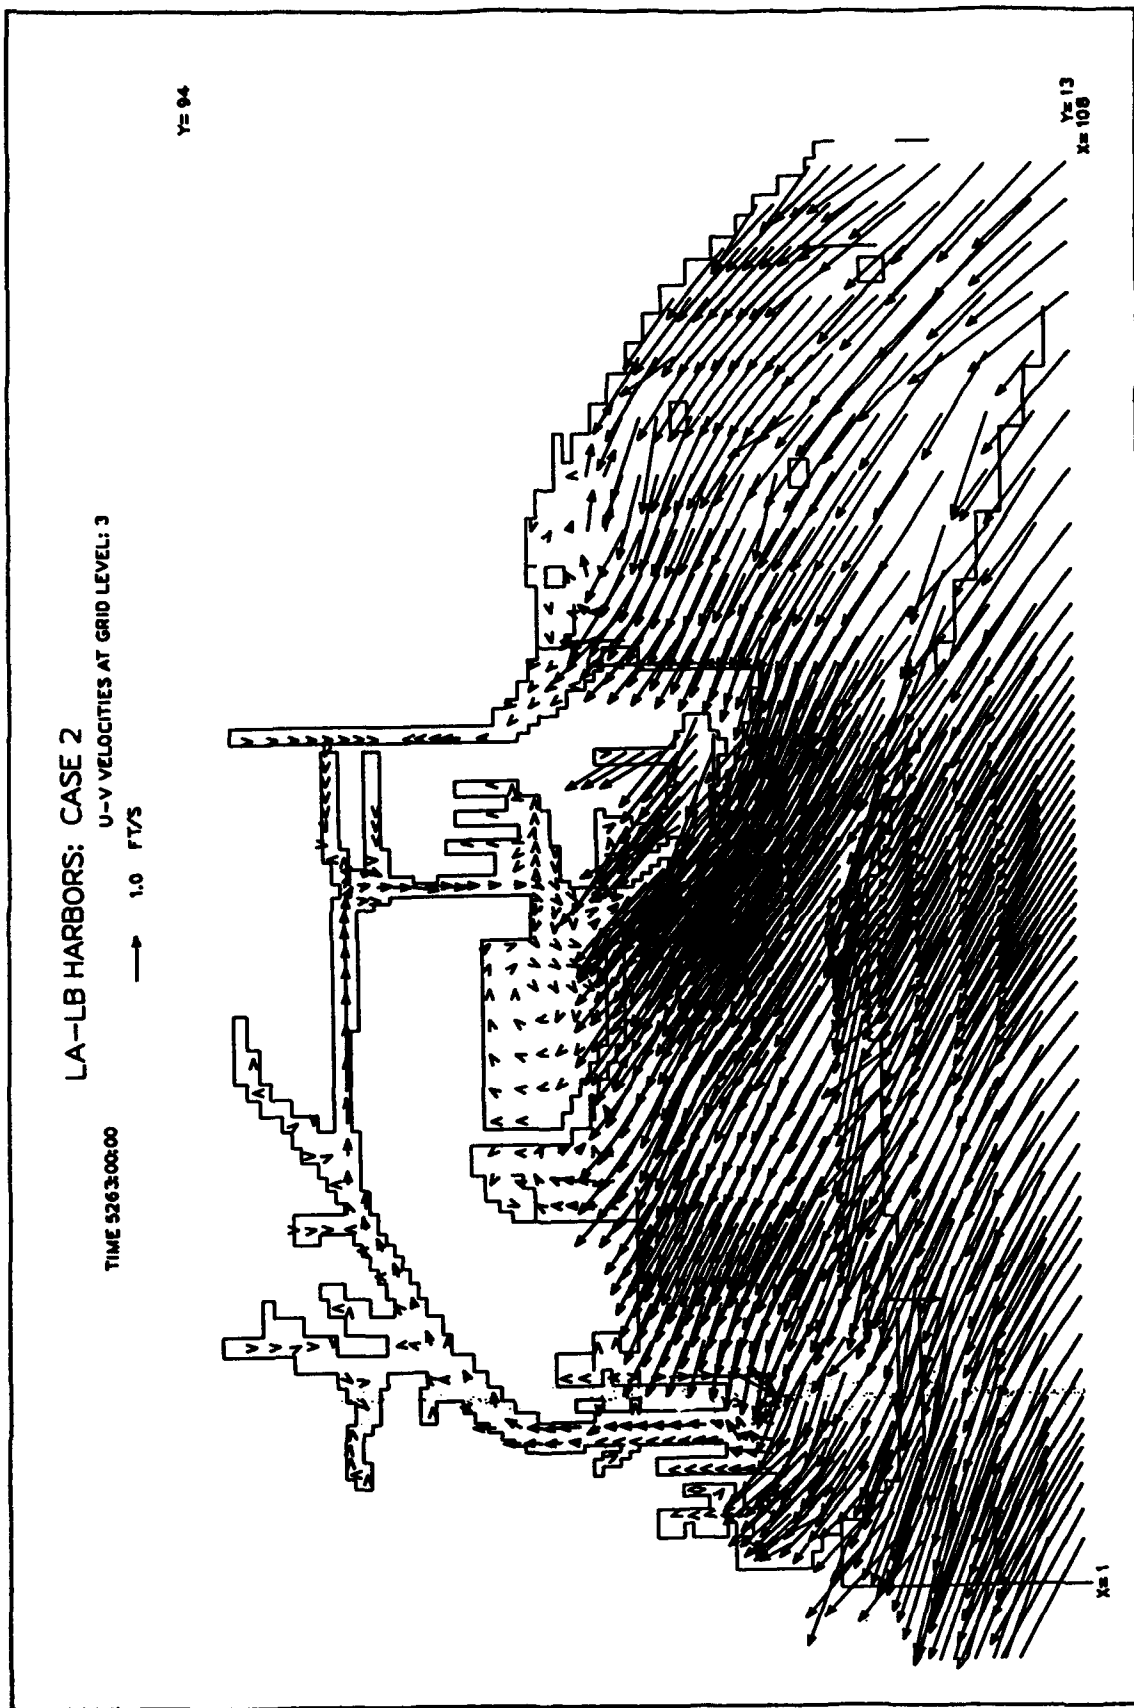 LA-LB HARBORS: CASE 2
U-V VELOCITIES AT GRID LEVEL: 3
TIME 5263:00:00
1.0 FT/S
Y= 94
Y= 13
X= 108
X= 1